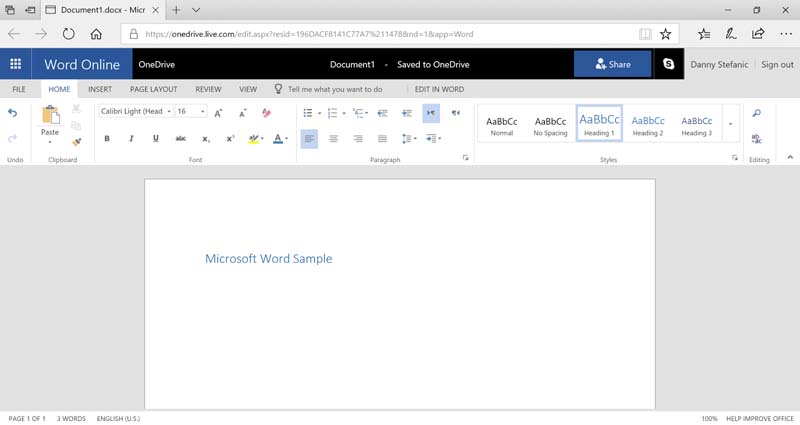 Document1.docx - Micr
https://onedrive.live.com/edit.aspx?resid=196DACF8141C77A7%211478&nd=1&app=Word
Word Online OneDrive Document1 - Saved to OneDrive Share Danny Stefanic Sign out
FILE HOME INSERT PAGE LAYOUT REVIEW VIEW Tell me what you want to do EDIT IN WORD
Calibri Light (Head 16
Paste
B I U abc x₂ x² A
AaBbCc AaBbCc AaBbCc AaBbCc AaBbCc
Normal No Spacing Heading 1 Heading 2 Heading 3
Undo Clipboard Font Paragraph Styles Editing
Microsoft Word Sample
PAGE 1 OF 1 3 WORDS ENGLISH (U.S.) 100% HELP IMPROVE OFFICE